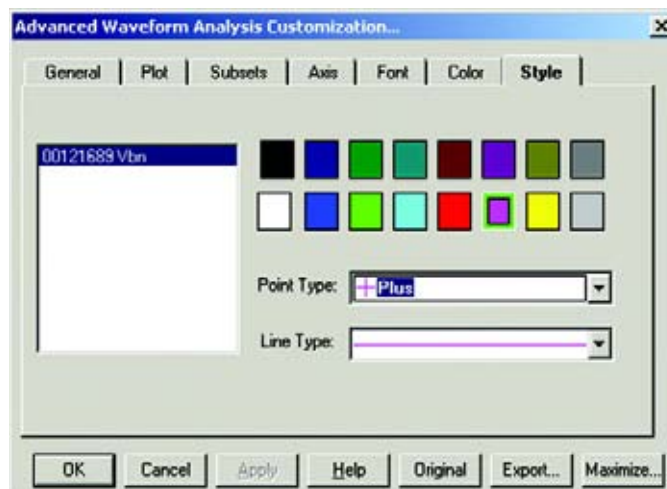 Advanced Waveform Analysis Customization...
General Plot Subsets Axis Font Color Style
00121689 Vbn
Point Type: Plus
Line Type:
OK Cancel Apply Help Original Export... Maximize...